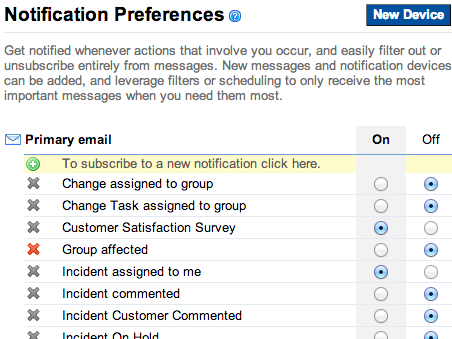 Notification Preferences
New Device
Get notified whenever actions that involve you occur, and easily filter out or
unsubscribe entirely from messages. New messages and notification devices
can be added, and leverage filters or scheduling to only receive the most
important messages when you need them most.
Primary email On Off
To subscribe to a new notification click here.
Change assigned to group
Change Task assigned to group
Customer Satisfaction Survey
Group affected
Incident assigned to me
Incident commented
Incident Customer Commented
Incident On Hold